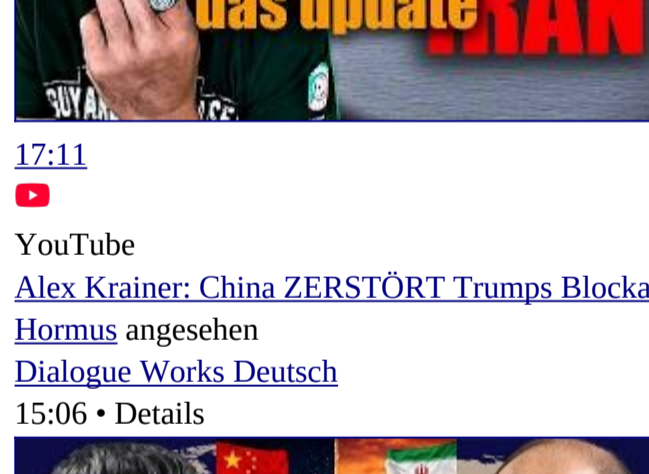 das update
IRAN
17:11
YouTube
Alex Krainer: China ZERSTÖRT Trumps Blocka
Hormus angesehen
Dialogue Works Deutsch
15:06 • Details